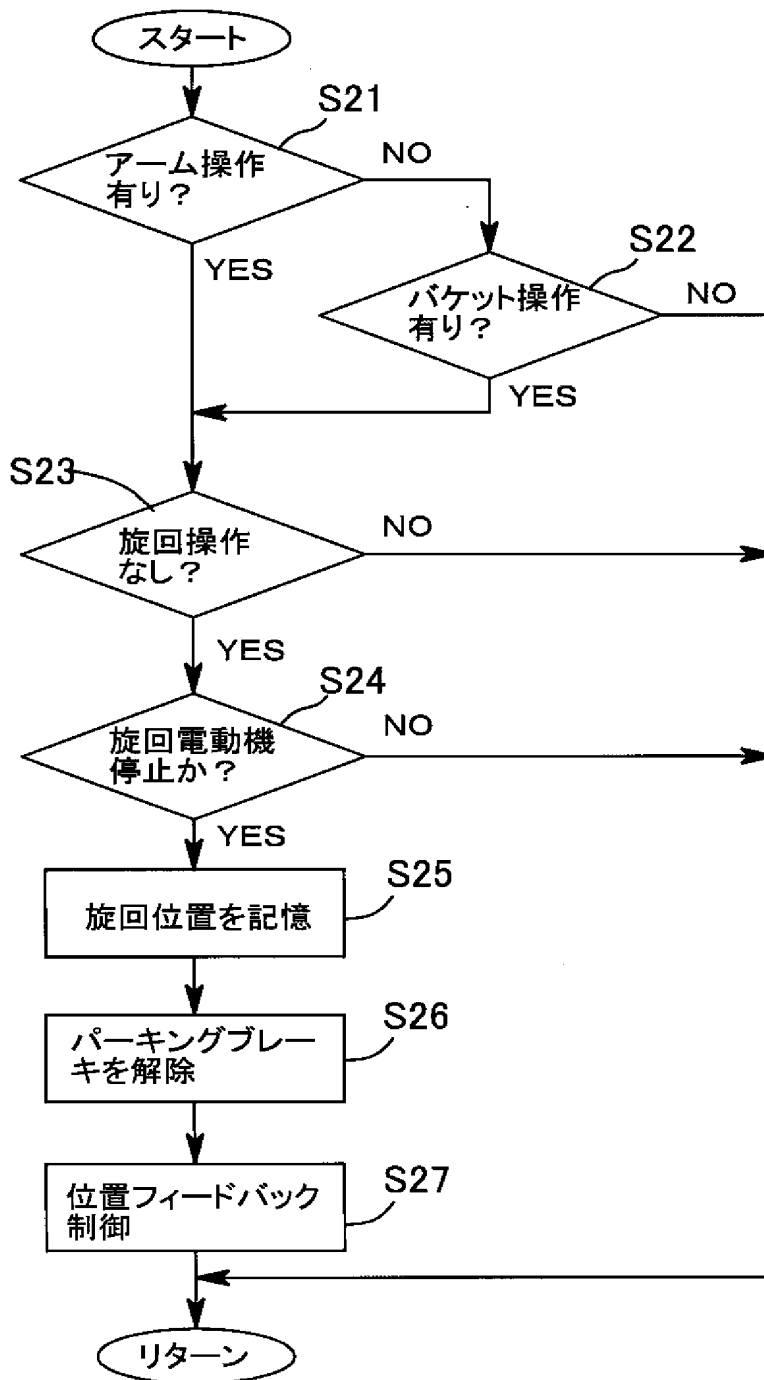 スタート
S21
アーム操作
有り？
NO
YES
S22
バケット操作
有り？
NO
YES
S23
旋回操作
なし？
NO
YES
S24
旋回電動機
停止か？
NO
YES
S25
旋回位置を記憶
S26
パーキングブレー
キを解除
S27
位置フィードバック
制御
リターン